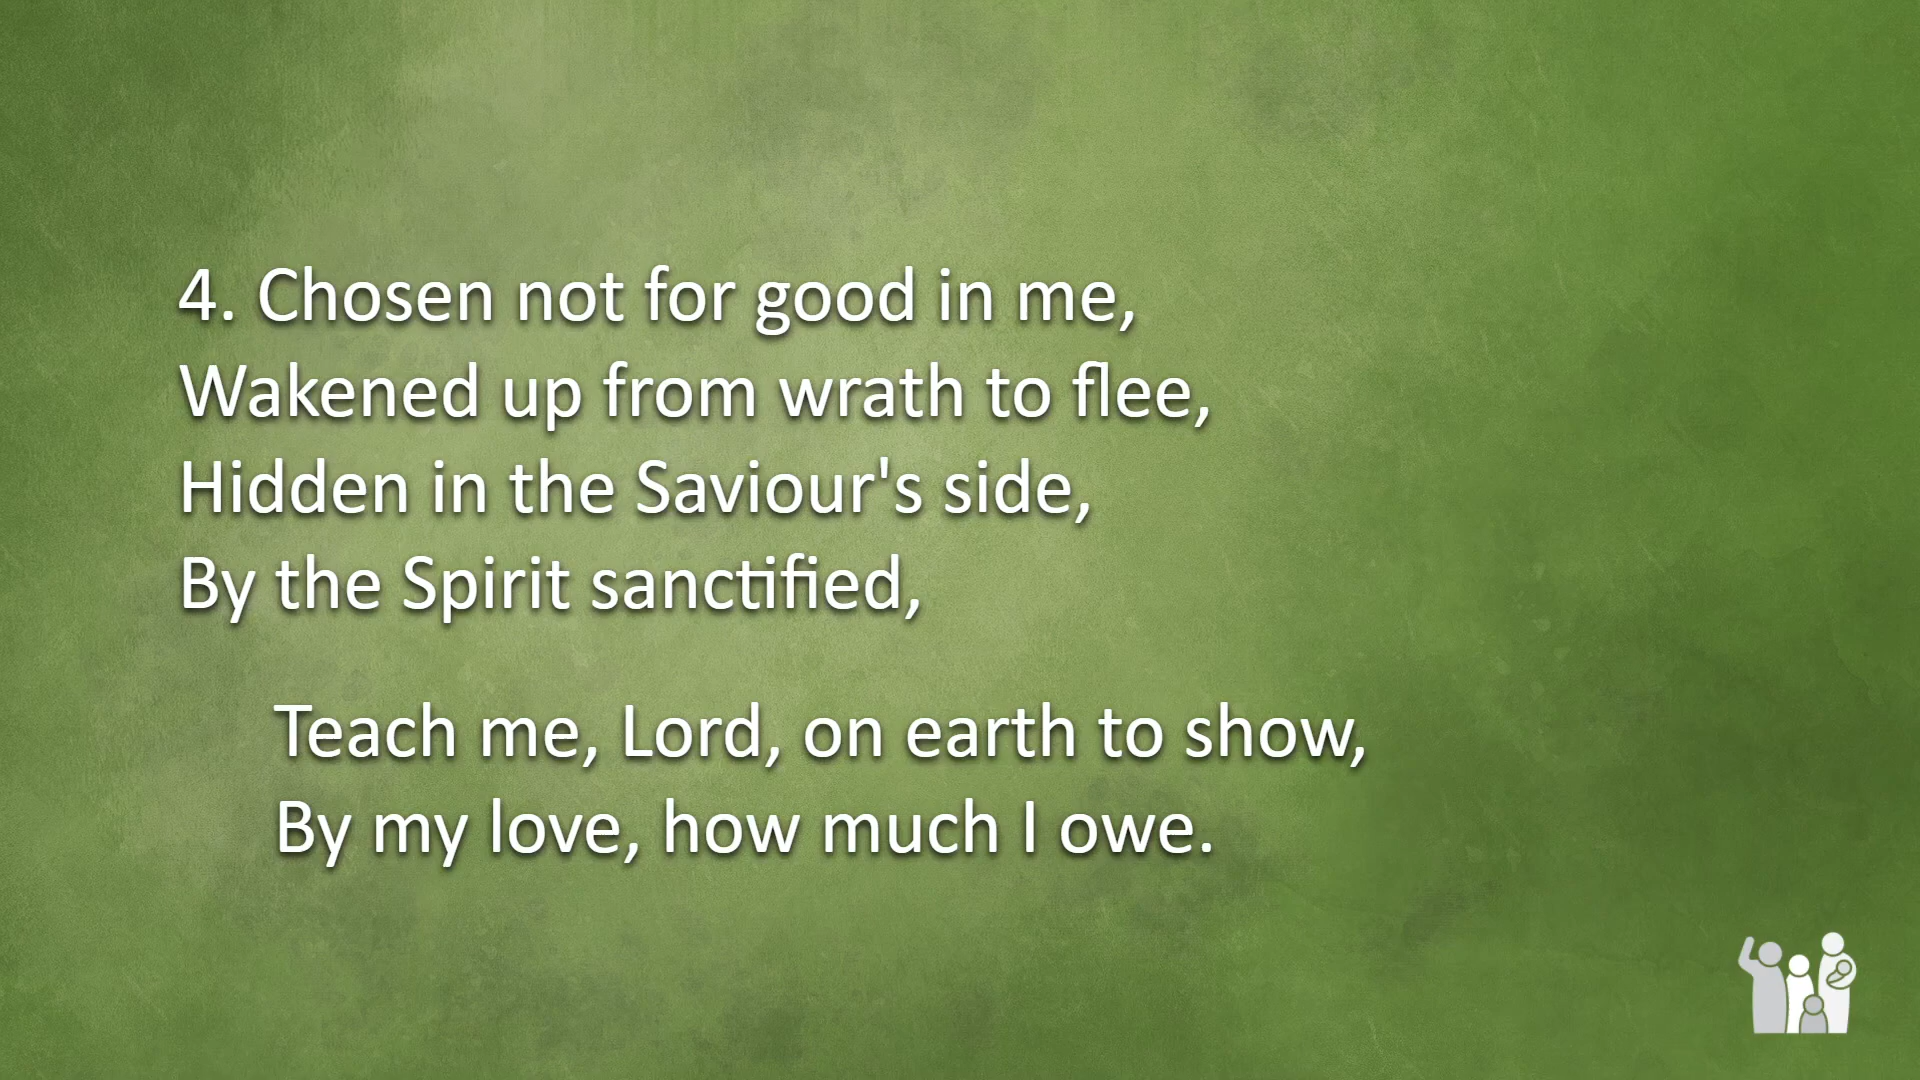 4. Chosen not for good in me,
Wakened up from wrath to flee,
Hidden in the Saviour's side,
By the Spirit sanctified,
Teach me, Lord, on earth to show,
By my love, how much I owe.